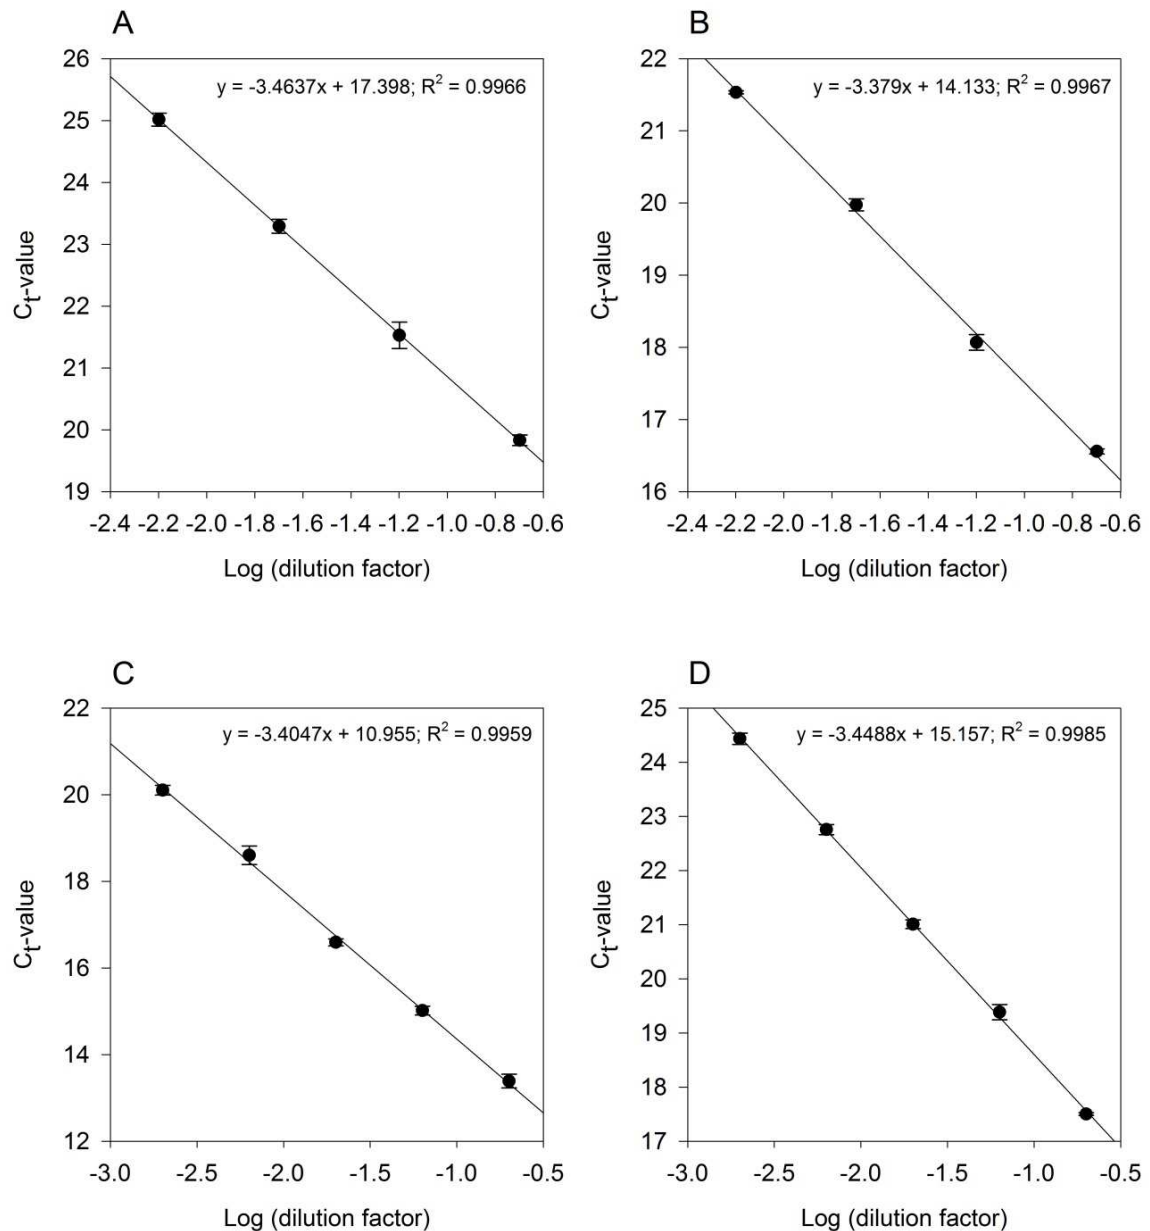 A
y = -3.4637x + 17.398; R² = 0.9966
26
25
24
23
22
21
20
19
Cₜ-value
-2.4 -2.2 -2.0 -1.8 -1.6 -1.4 -1.2 -1.0 -0.8 -0.6
Log (dilution factor)
B
y = -3.379x + 14.133; R² = 0.9967
22
21
20
19
18
17
16
Cₜ-value
-2.4 -2.2 -2.0 -1.8 -1.6 -1.4 -1.2 -1.0 -0.8 -0.6
Log (dilution factor)
C
y = -3.4047x + 10.955; R² = 0.9959
22
20
18
16
14
12
Cₜ-value
-3.0 -2.5 -2.0 -1.5 -1.0 -0.5
Log (dilution factor)
D
y = -3.4488x + 15.157; R² = 0.9985
25
24
23
22
21
20
19
18
17
Cₜ-value
-3.0 -2.5 -2.0 -1.5 -1.0 -0.5
Log (dilution factor)